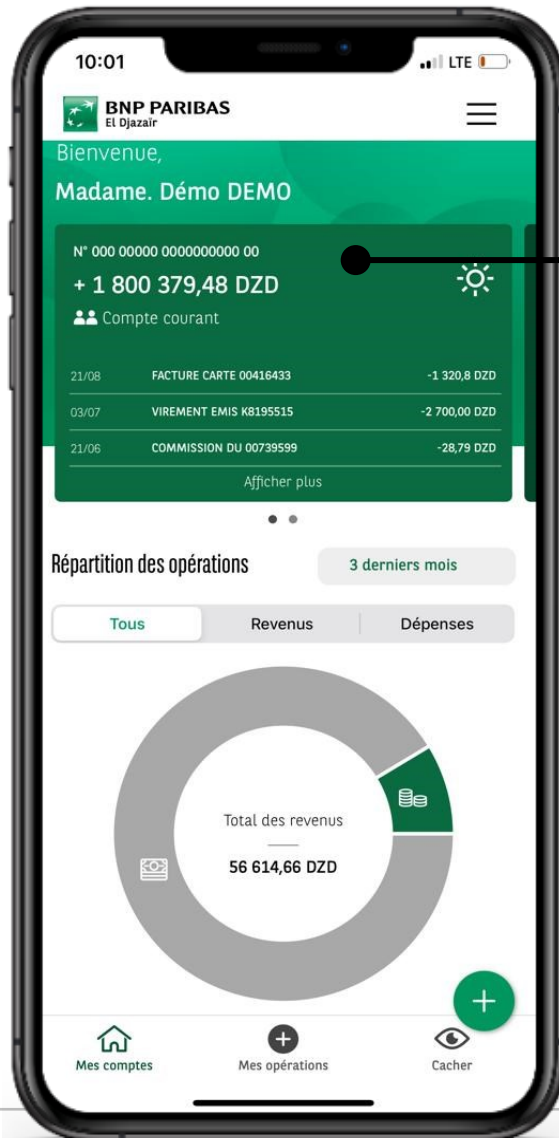 10:01 LTE
BNP PARIBAS
El Djazaïr
Bienvenue,
Madame. Démo DEMO
N° 000 00000 0000000000 00
+ 1 800 379,48 DZD
Compte courant
21/08 FACTURE CARTE 00416433 -1 320,8 DZD
03/07 VIREMENT EMIS K8195515 -2 700,00 DZD
21/06 COMMISSION DU 00739599 -28,79 DZD
Afficher plus
Répartition des opérations 3 derniers mois
Tous Revenus Dépenses
Total des revenus
56 614,66 DZD
Mes comptes Mes opérations Cacher